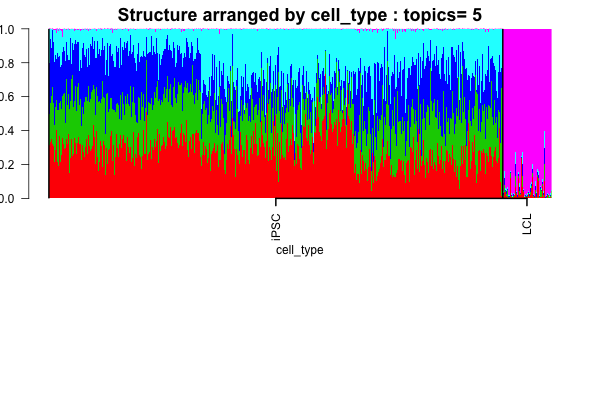 Structure arranged by cell_type : topics= 5
1.0
0.8
0.6
0.4
0.2
0.0
iPSC
LCL
cell_type